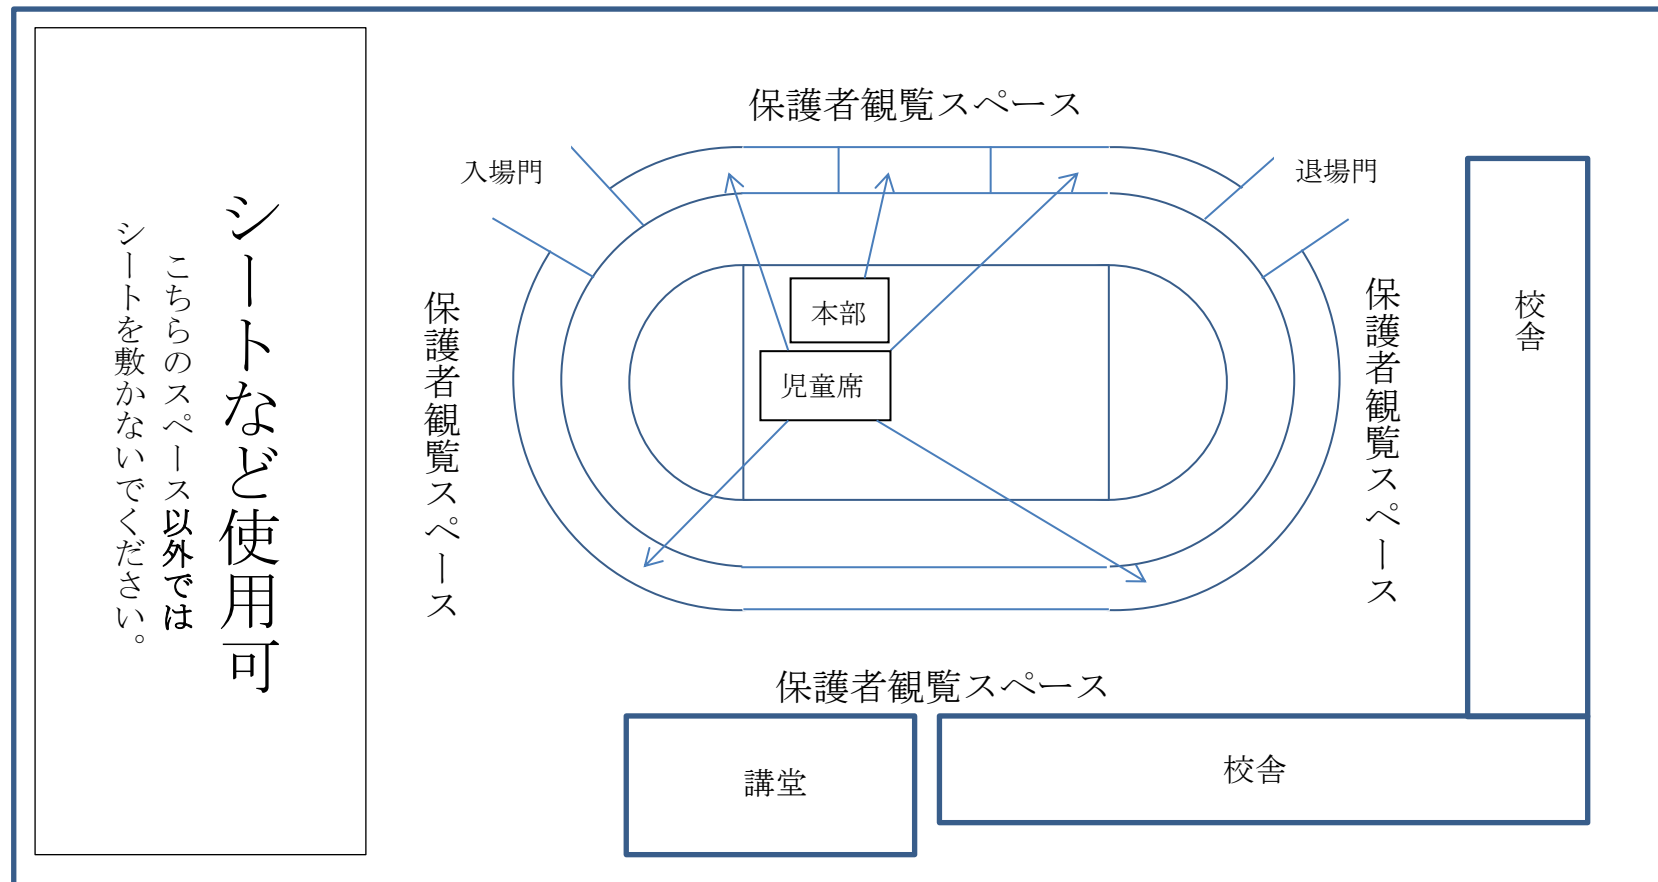 シートなど使用可
こちらのスペース以外では
シートを敷かないでください。
保護者観覧スペース
入場門
退場門
保護者観覧スペース
本部
児童席
保護者観覧スペース
校舎
保護者観覧スペース
講堂
校舎